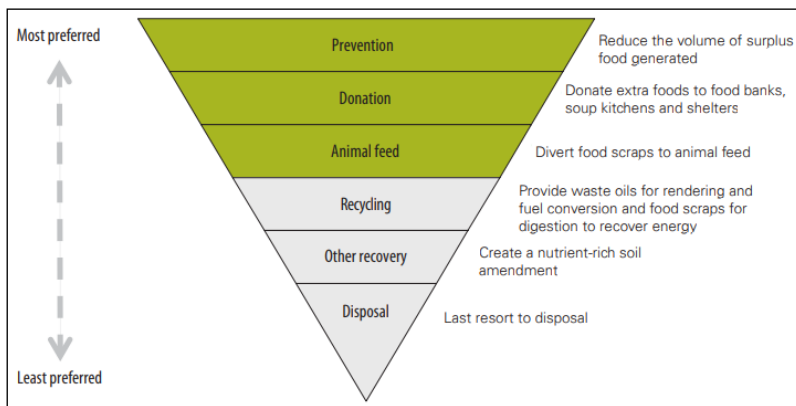 Most preferred
Prevention
Reduce the volume of surplus
food generated
Donation
Donate extra foods to food banks,
soup kitchens and shelters
Animal feed
Divert food scraps to animal feed
Recycling
Provide waste oils for rendering and
fuel conversion and food scraps for
digestion to recover energy
Other recovery
Create a nutrient-rich soil
amendment
Disposal
Last resort to disposal
Least preferred